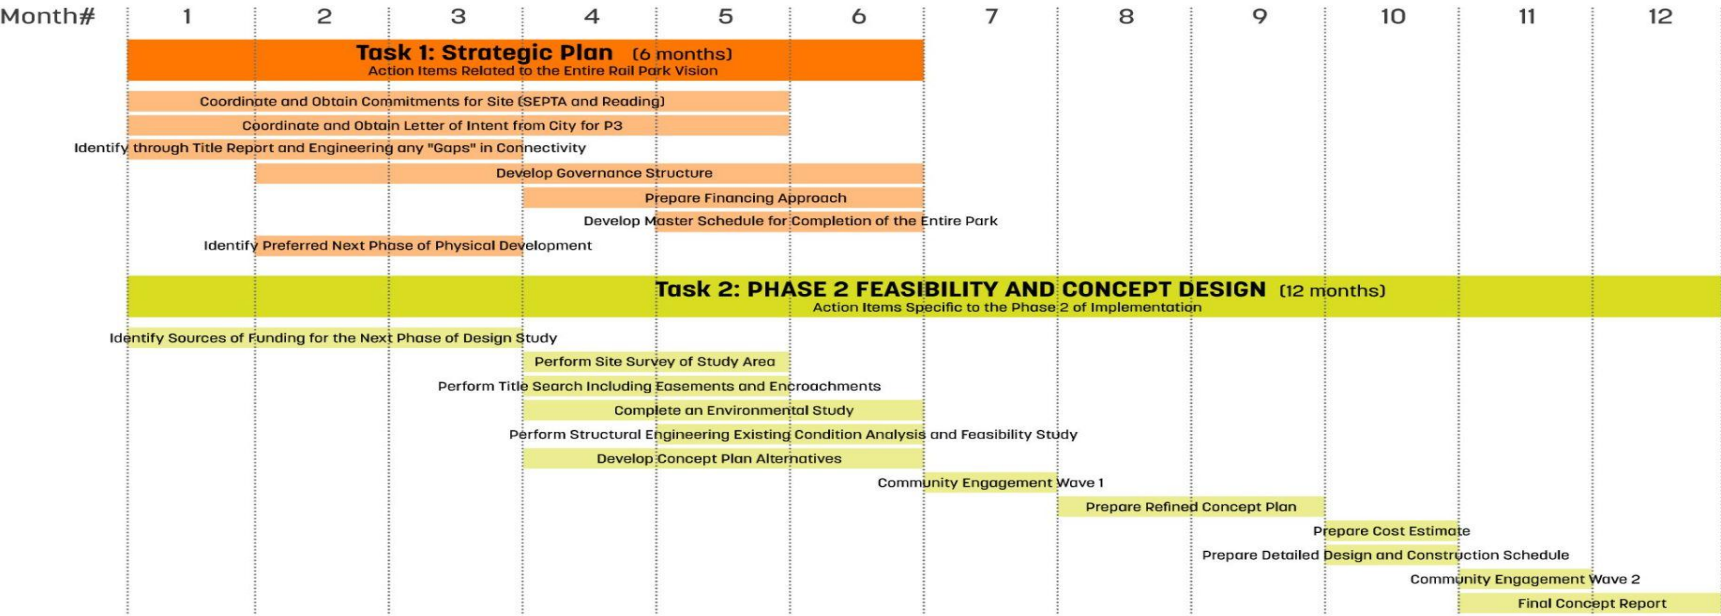 Month# 1 2 3 4 5 6 7 8 9 10 11 12
Task 1: Strategic Plan (6 months)
Action Items Related to the Entire Rail Park Vision
Coordinate and Obtain Commitments for Site (SEPTA and Reading)
Coordinate and Obtain Letter of Intent from City for P3
Identify through Title Report and Engineering any "Gaps" in Connectivity
Develop Governance Structure
Prepare Financing Approach
Develop Master Schedule for Completion of the Entire Park
Identify Preferred Next Phase of Physical Development
Task 2: PHASE 2 FEASIBILITY AND CONCEPT DESIGN (12 months)
Action Items Specific to the Phase 2 of Implementation
Identify Sources of Funding for the Next Phase of Design Study
Perform Site Survey of Study Area
Perform Title Search Including Easements and Encroachments
Complete an Environmental Study
Perform Structural Engineering Existing Condition Analysis and Feasibility Study
Develop Concept Plan Alternatives
Community Engagement Wave 1
Prepare Refined Concept Plan
Prepare Cost Estimate
Prepare Detailed Design and Construction Schedule
Community Engagement Wave 2
Final Concept Report